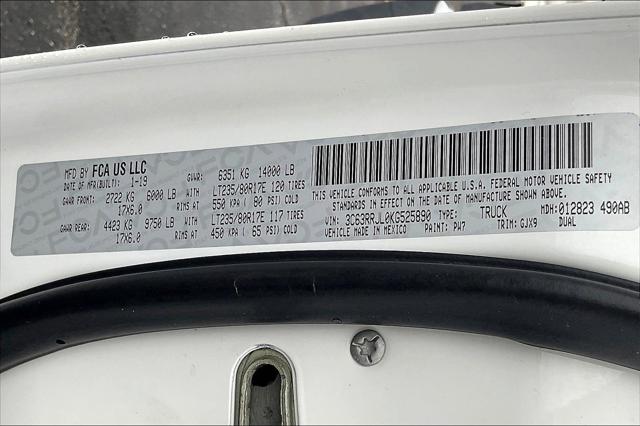 MFD BY FCA US LLC
DATE OF MFR(BUILT): 1-19 GVWR: 6351 KG 14000 LB
GAWR FRONT: 2722 KG 6000 LB WITH LT235/80R17E 120 TIRES
17X6.0 RIMS AT 550 KPA ( 80 PSI) COLD
GAWR REAR: 4423 KG 9750 LB WITH LT235/80R17E 117 TIRES
17X6.0 RIMS AT 450 KPA ( 65 PSI) COLD
THIS VEHICLE CONFORMS TO ALL APPLICABLE U.S.A. FEDERAL MOTOR VEHICLE SAFETY
STANDARDS IN EFFECT ON THE DATE OF MANUFACTURE SHOWN ABOVE.
VIN: 3C63RRJL0KG525890 TYPE: TRUCK MDH: 012823 490AB
VEHICLE MADE IN MEXICO PAINT: PW7 TRIM: GJX9 DUAL